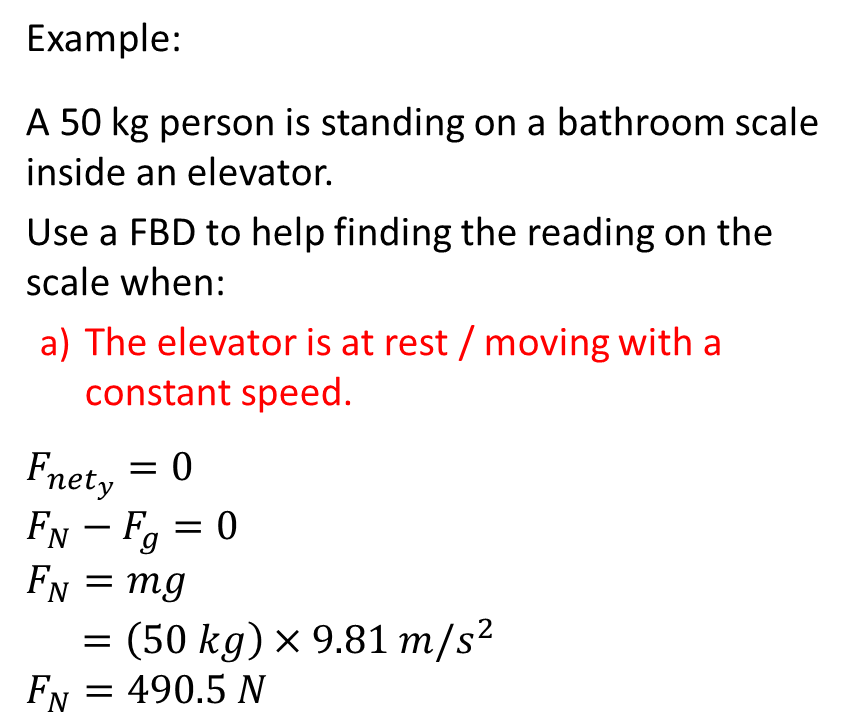 Example:
A 50 kg person is standing on a bathroom scale
inside an elevator.
Use a FBD to help finding the reading on the
scale when:
a) The elevator is at rest / moving with a
constant speed.
F_{net_y} = 0
F_N − F_g = 0
F_N = mg
= (50 kg) × 9.81 m/s²
F_N = 490.5 N